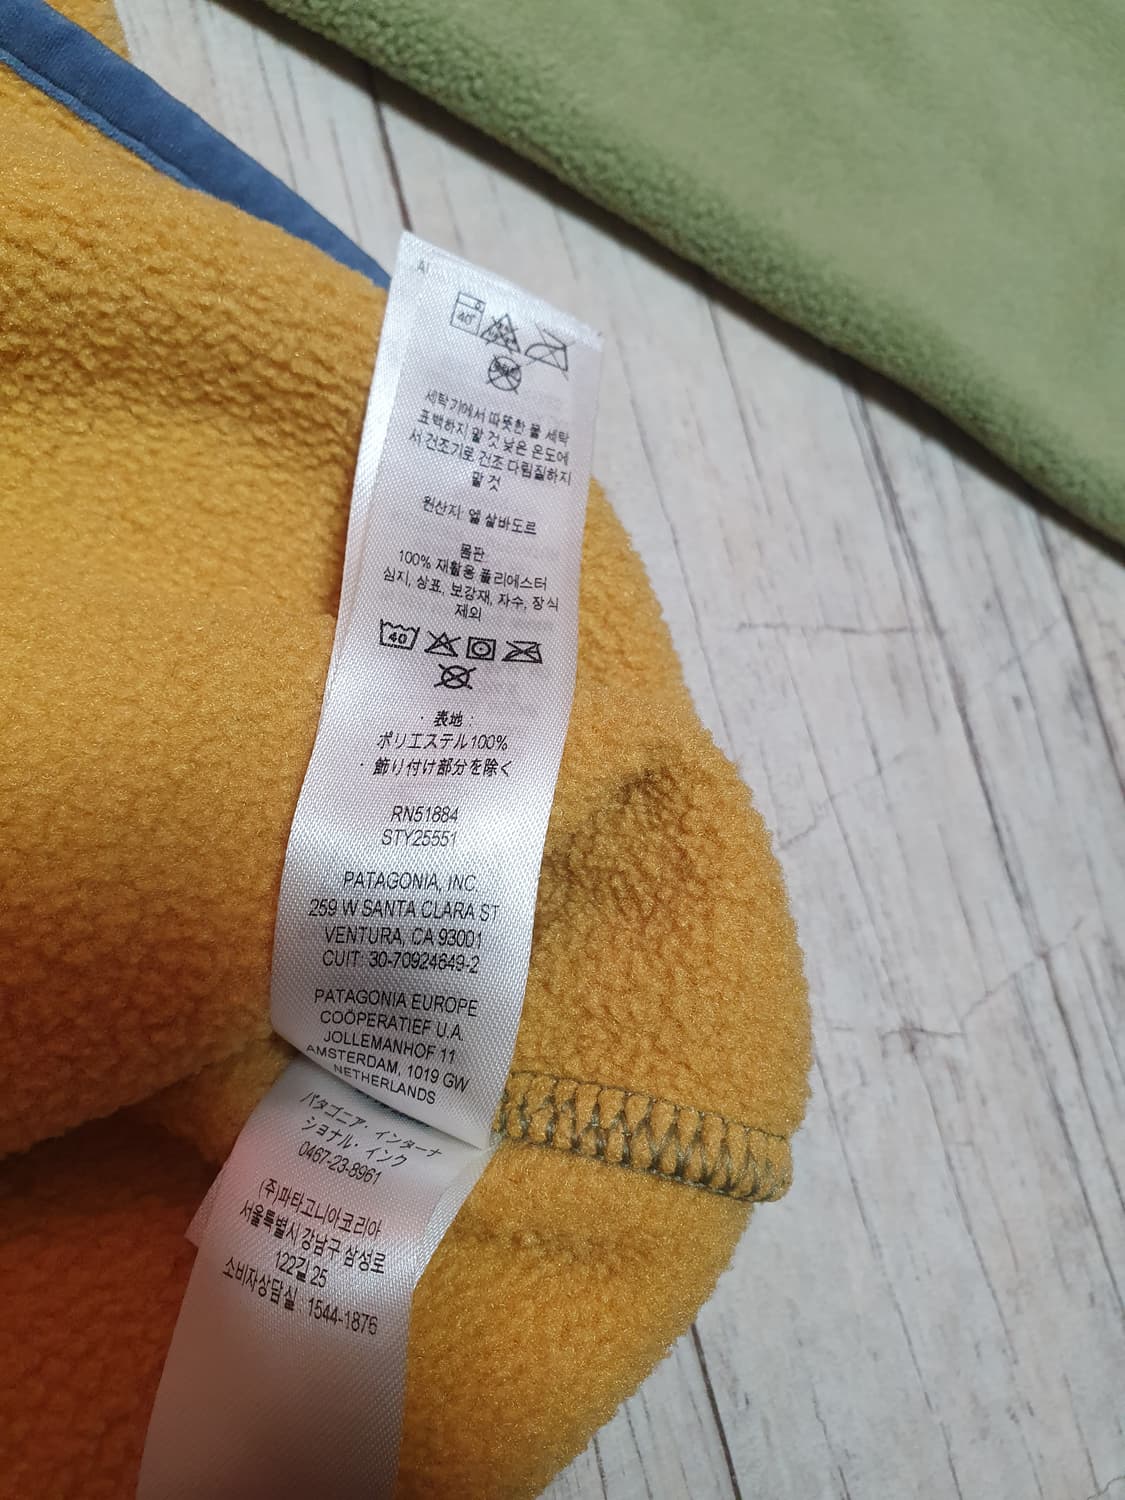 AI
40
세탁기에서 따뜻한 물 세탁
표백하지 말 것 낮은 온도에
서 건조기로 건조 다림질하지
말 것
원산지: 엘 살바도르
몸판
100% 재활용 폴리에스터
심지, 상표, 보강재, 자수, 장식
제외
40
· 表地 :
ポリエステル100%
· 飾り付け部分を除く
RN51884
STY25551
PATAGONIA, INC.
259 W SANTA CLARA ST
VENTURA, CA 93001
CUIT: 30-70924649-2
PATAGONIA EUROPE
COÖPERATIEF U.A.
JOLLEMANHOF 11
AMSTERDAM, 1019 GW
NETHERLANDS
パタゴニア・インターナ
ショナル・インク
0467-23-8961
(주)파타고니아코리아
서울특별시 강남구 삼성로
122길 25
소비자상담실 1544-1876